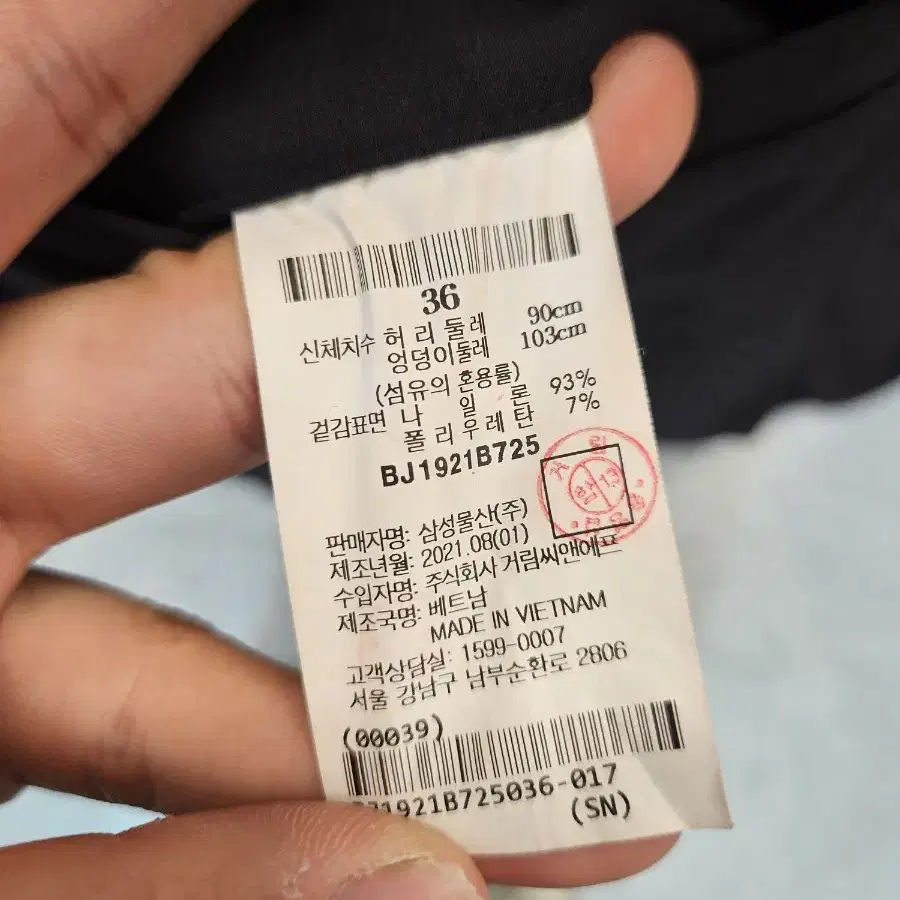 36
신체치수 허리둘레 90cm
엉덩이둘레 103cm
(섬유의 혼용률)
겉감표면 나일론 93%
폴리우레탄 7%
BJ1921B725
판매자명: 삼성물산(주)
제조년월: 2021.08(01)
수입자명: 주식회사 거림씨앤에프
제조국명: 베트남
MADE IN VIETNAM
고객상담실: 1599-0007
서울 강남구 남부순환로 2806
(00039)
BJ1921B725036-017
(SN)